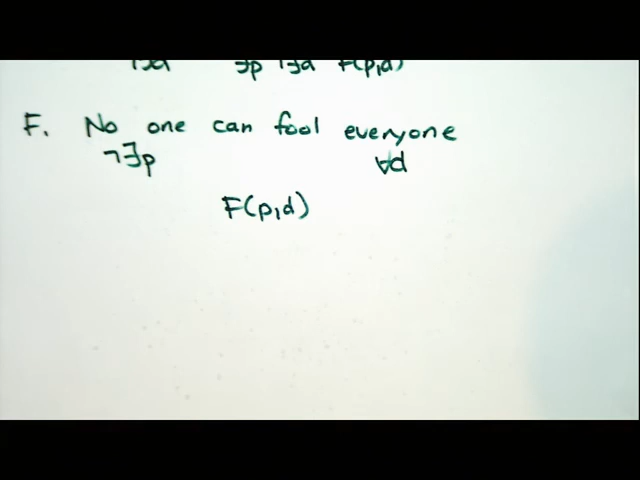 ¬∃d ∃p ¬∃d F(p,d)
F. No one can fool everyone
¬∃p ∀d
F(p,d)